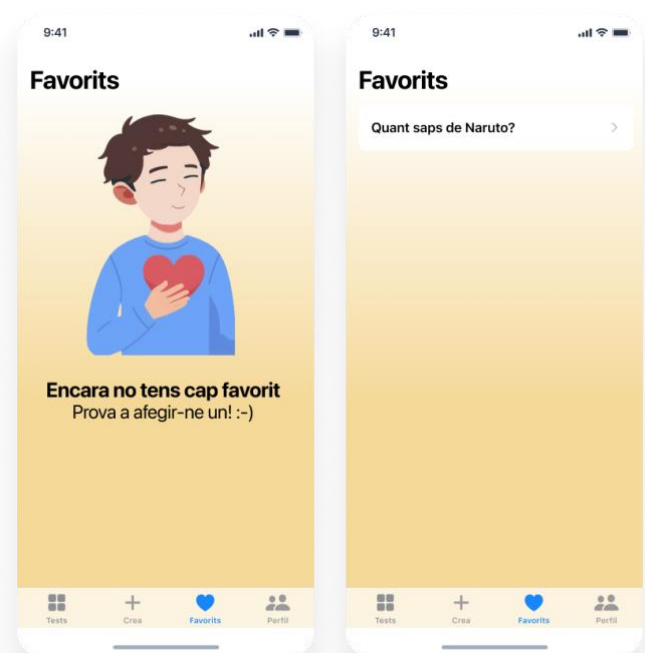 9:41
Favorits
Encara no tens cap favorit
Prova a afegir-ne un! :-)
Tests
Crea
Favorits
Perfil
9:41
Favorits
Quant saps de Naruto?
Tests
Crea
Favorits
Perfil